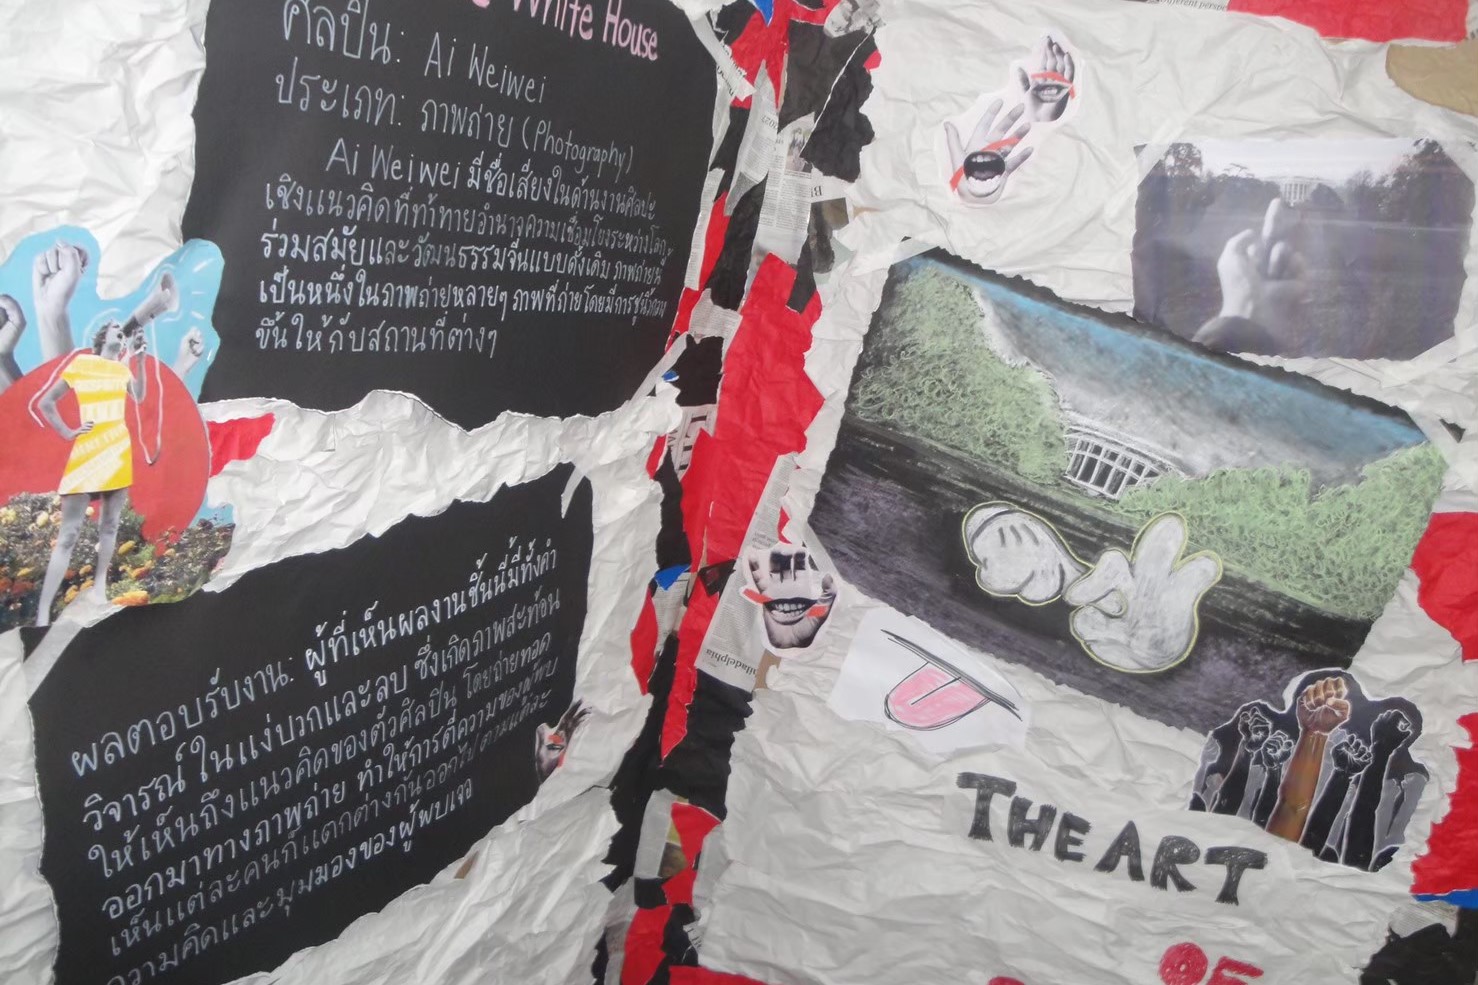 White House
ศิลปิน: Ai Weiwei
ประเภท: ภาพถ่าย (Photography)
Ai Weiwei มีชื่อเสียงในด้านงานศิลปะ
เชิงแนวคิดที่ท้าทายอำนาจความเชื่อมโยงระหว่างโลก
ร่วมสมัยและวัฒนธรรมจีนแบบดั้งเดิม ภาพถ่ายนี้
เป็นหนึ่งในภาพถ่ายหลายๆ ภาพที่ถ่ายโดยมีการชูนิ้วกลาง
ขึ้นให้กับสถานที่ต่างๆ
ผลตอบรับงาน: ผู้ที่เห็นผลงานชิ้นนี้มีทั้งคำ
วิจารณ์ในแง่บวกและลบ ซึ่งเกิดภาพสะท้อน
ให้เห็นถึงแนวคิดของตัวศิลปิน โดยถ่ายทอด
ออกมาทางภาพถ่าย ทำให้การตีความของผู้พบ
เห็นแต่ละคนก็แตกต่างกันออกไป ตามแต่ละ
ความคิดและมุมมองของผู้พบเจอ
THE ART
OF